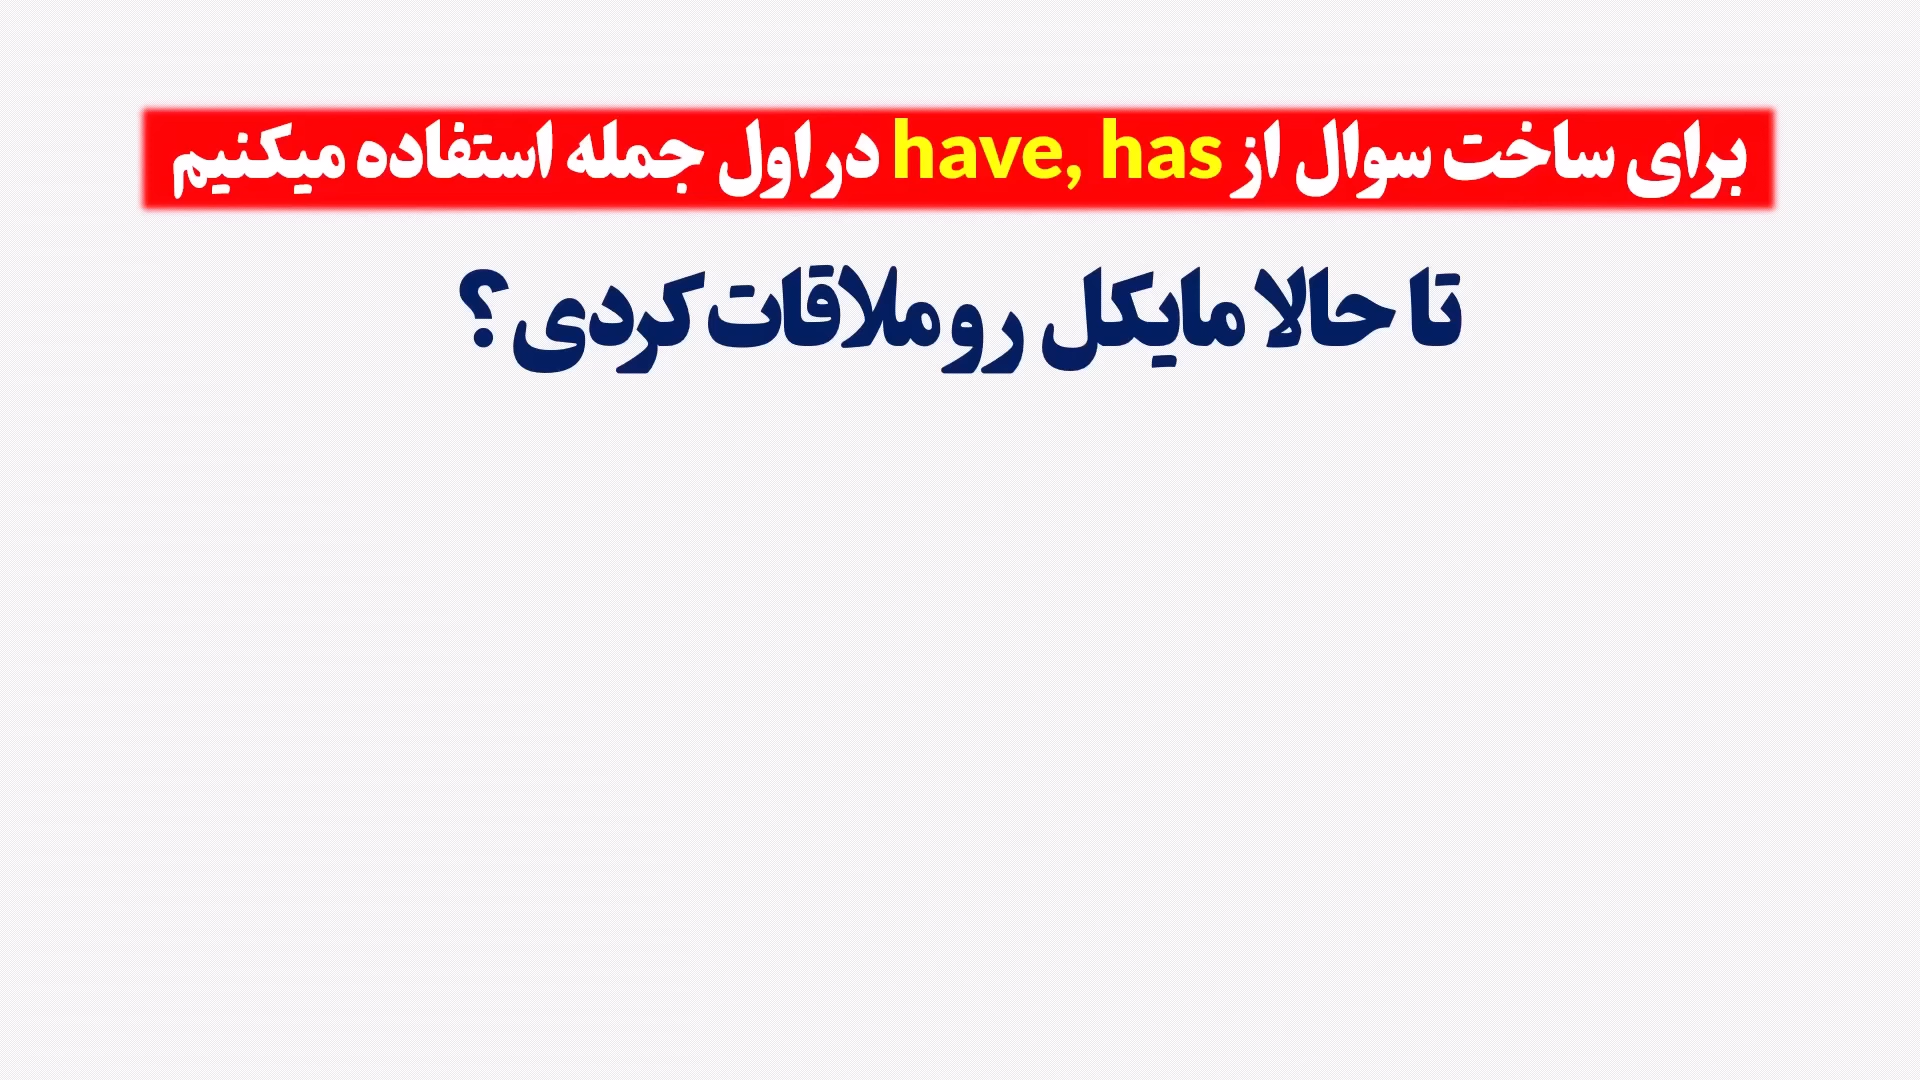 برای ساخت سوال از have, has در اول جمله استفاده میکنیم
تا حالا مایکل رو ملاقات کردی ؟